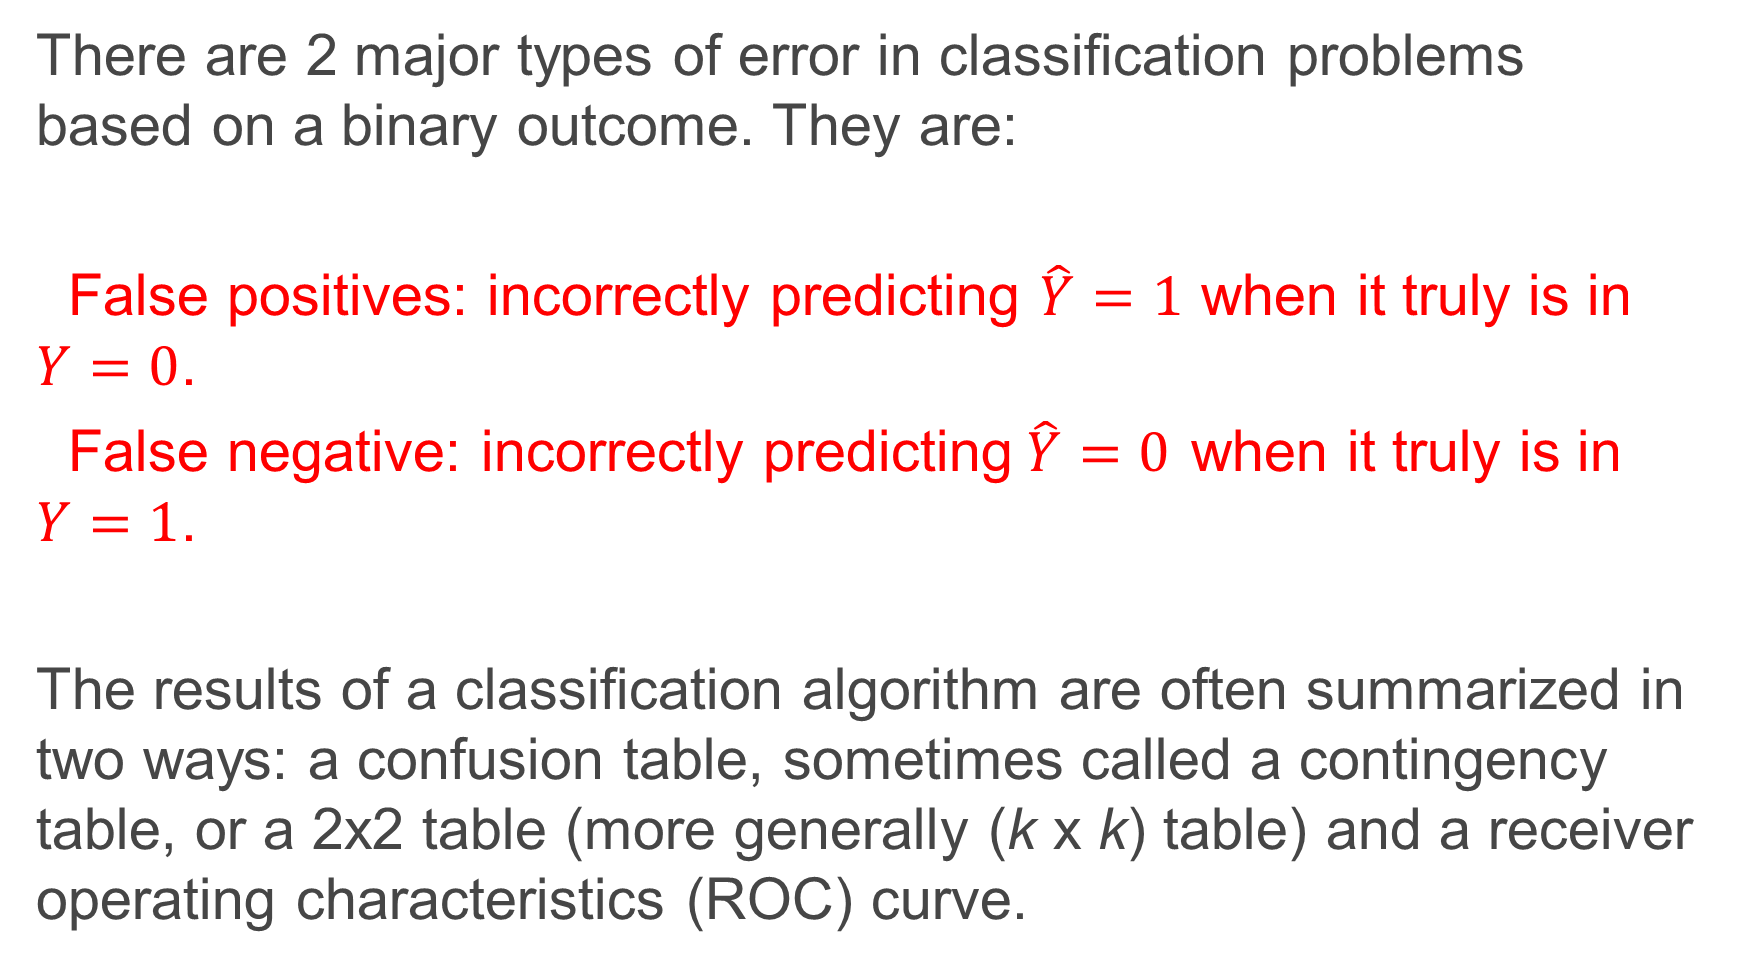 There are 2 major types of error in classification problems
based on a binary outcome. They are:
False positives: incorrectly predicting Ŷ = 1 when it truly is in
Y = 0.
False negative: incorrectly predicting Ŷ = 0 when it truly is in
Y = 1.
The results of a classification algorithm are often summarized in
two ways: a confusion table, sometimes called a contingency
table, or a 2x2 table (more generally (k x k) table) and a receiver
operating characteristics (ROC) curve.